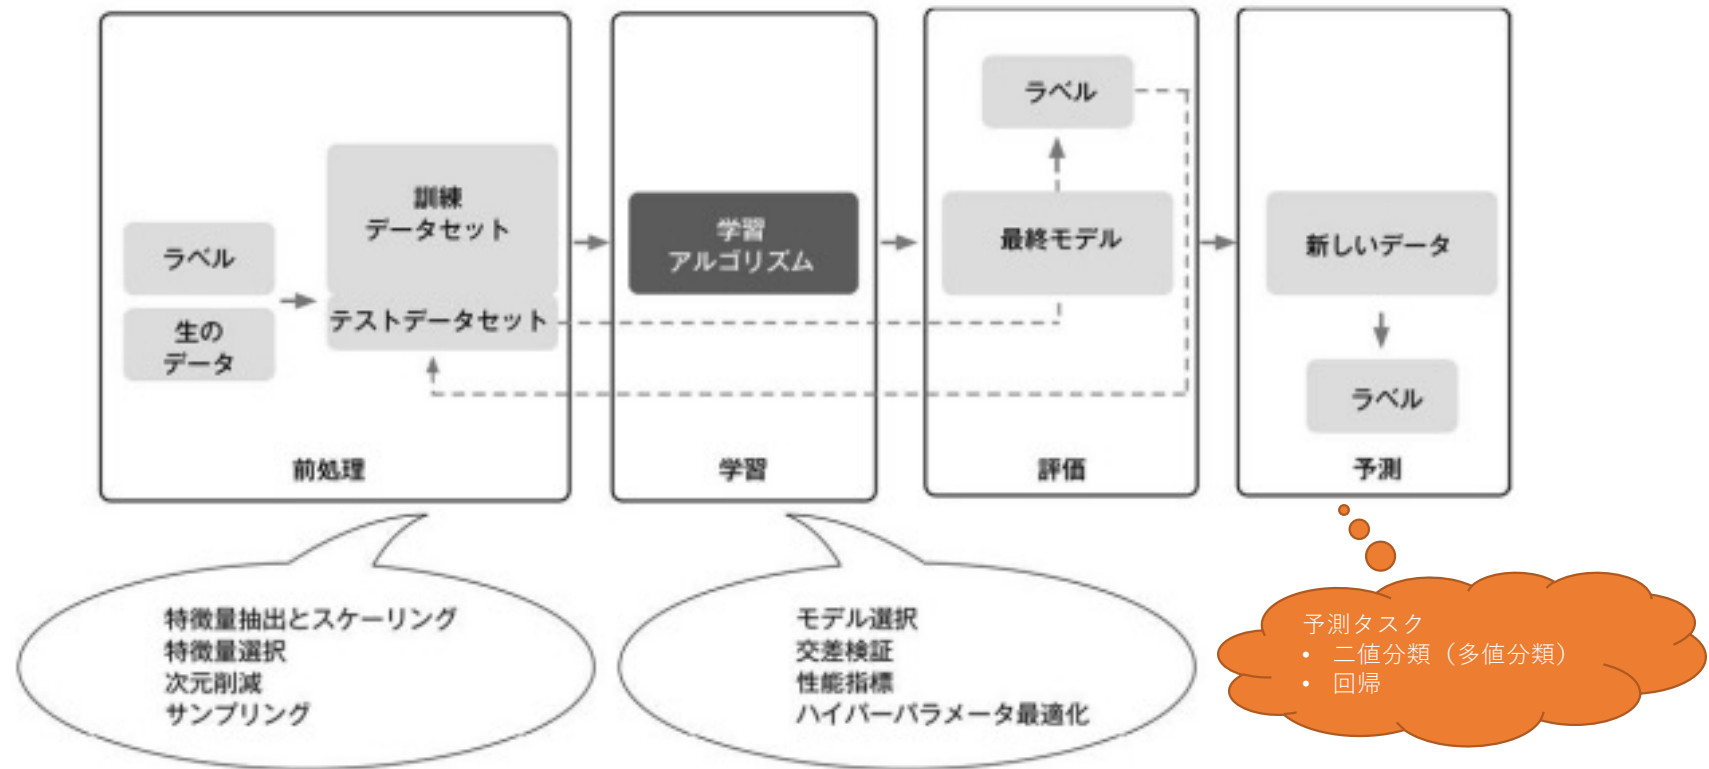 ラベル
生の
データ
訓練
データセット
テストデータセット
前処理
学習
アルゴリズム
学習
ラベル
最終モデル
評価
新しいデータ
ラベル
予測
特徴量抽出とスケーリング
特徴量選択
次元削減
サンプリング
モデル選択
交差検証
性能指標
ハイパーパラメータ最適化
予測タスク
• 二値分類（多値分類）
• 回帰